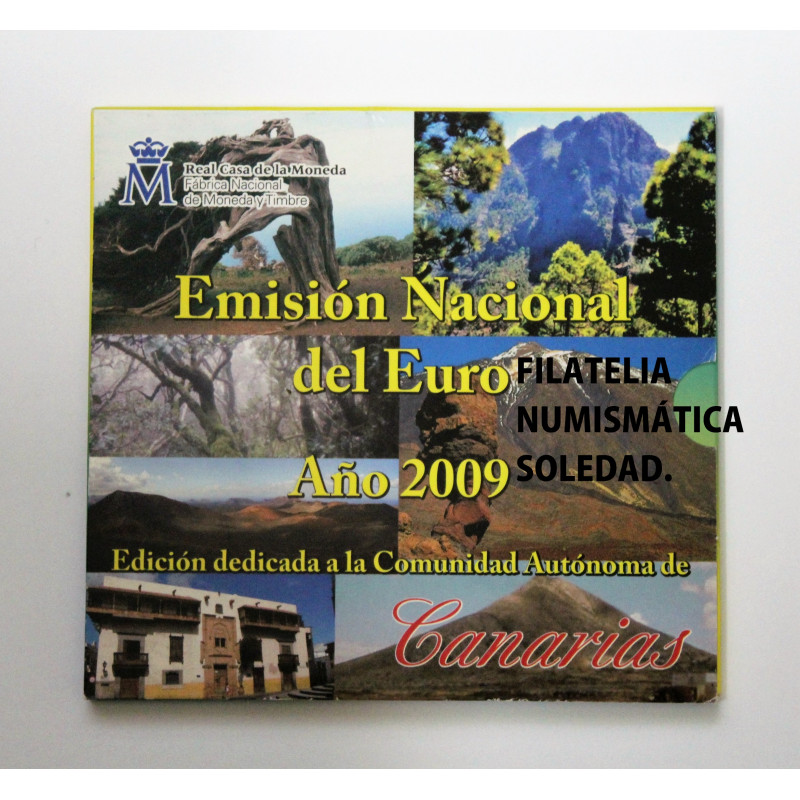 M
Real Casa de la Moneda
Fábrica Nacional
de Moneda y Timbre
Emisión Nacional
del Euro
Año 2009
FILATELIA
NUMISMÁTICA
SOLEDAD.
Edición dedicada a la Comunidad Autónoma de
Canarias